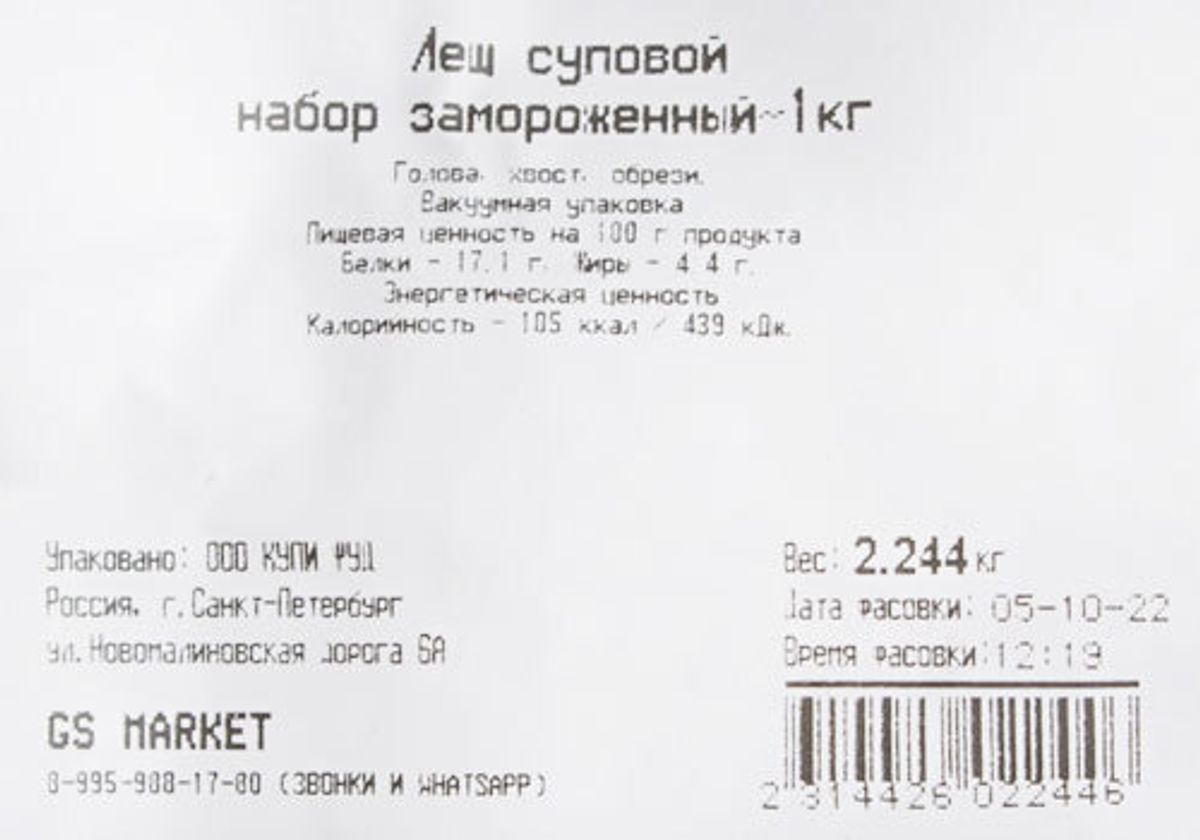 Лещ суповой
набор замороженный ~1кг
Голова, хвост, обрези.
Вакуумная упаковка
Пищевая ценность на 100 г продукта
Белки - 17.1 г. Жиры - 4.4 г.
Энергетическая ценность
Калорийность - 105 ккал / 439 кДж.
Упаковано: ООО КУПИ ФУД
Россия, г.Санкт-Петербург
ул.Новомалиновская дорога 6А
GS MARKET
8-995-988-17-80 (ЗВОНКИ И WHATSAPP)
Вес: 2.244 кг
Дата фасовки: 05-10-22
Время фасовки:12:19
2 314426 022446